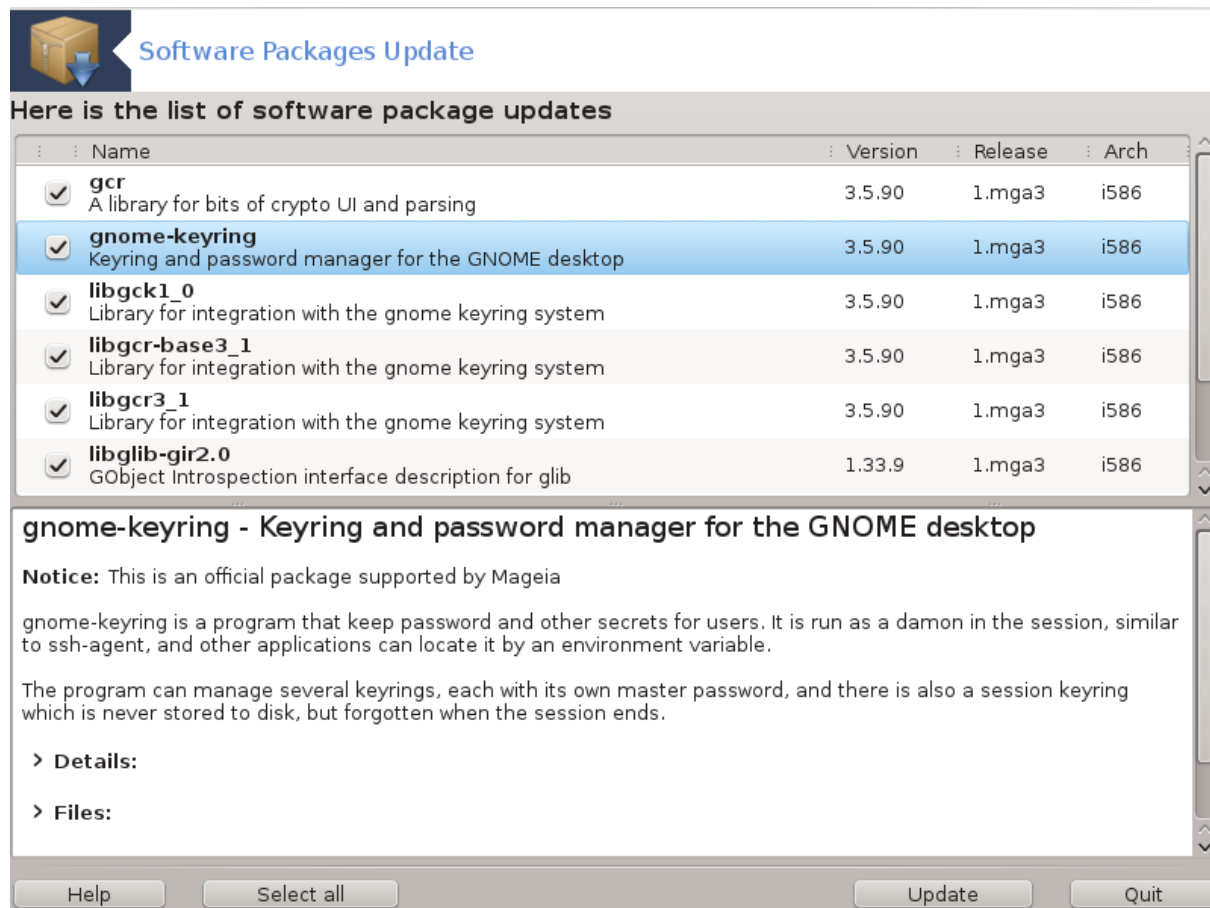 Software Packages Update
Here is the list of software package updates
Name Version Release Arch
gcr
A library for bits of crypto UI and parsing
3.5.90 1.mga3 i586
gnome-keyring
Keyring and password manager for the GNOME desktop
3.5.90 1.mga3 i586
libgck1_0
Library for integration with the gnome keyring system
3.5.90 1.mga3 i586
libgcr-base3_1
Library for integration with the gnome keyring system
3.5.90 1.mga3 i586
libgcr3_1
Library for integration with the gnome keyring system
3.5.90 1.mga3 i586
libglib-gir2.0
GObject Introspection interface description for glib
1.33.9 1.mga3 i586
gnome-keyring - Keyring and password manager for the GNOME desktop
Notice: This is an official package supported by Mageia
gnome-keyring is a program that keep password and other secrets for users. It is run as a damon in the session, similar
to ssh-agent, and other applications can locate it by an environment variable.
The program can manage several keyrings, each with its own master password, and there is also a session keyring
which is never stored to disk, but forgotten when the session ends.
Details:
Files:
Help Select all Update Quit